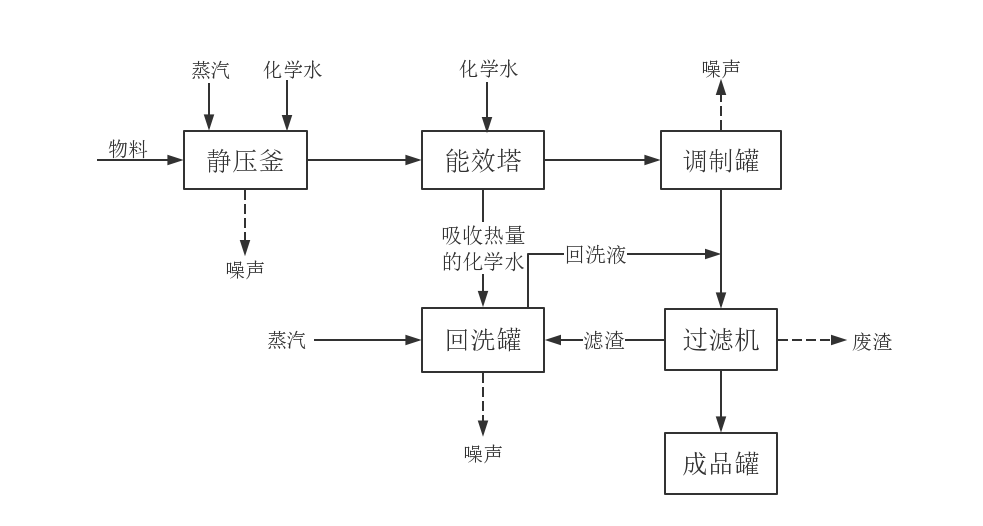 蒸汽
化学水
化学水
噪声
物料
静压釜
能效塔
调制罐
吸收热量
的化学水
噪声
回洗液
蒸汽
回洗罐
滤渣
过滤机
废渣
噪声
成品罐